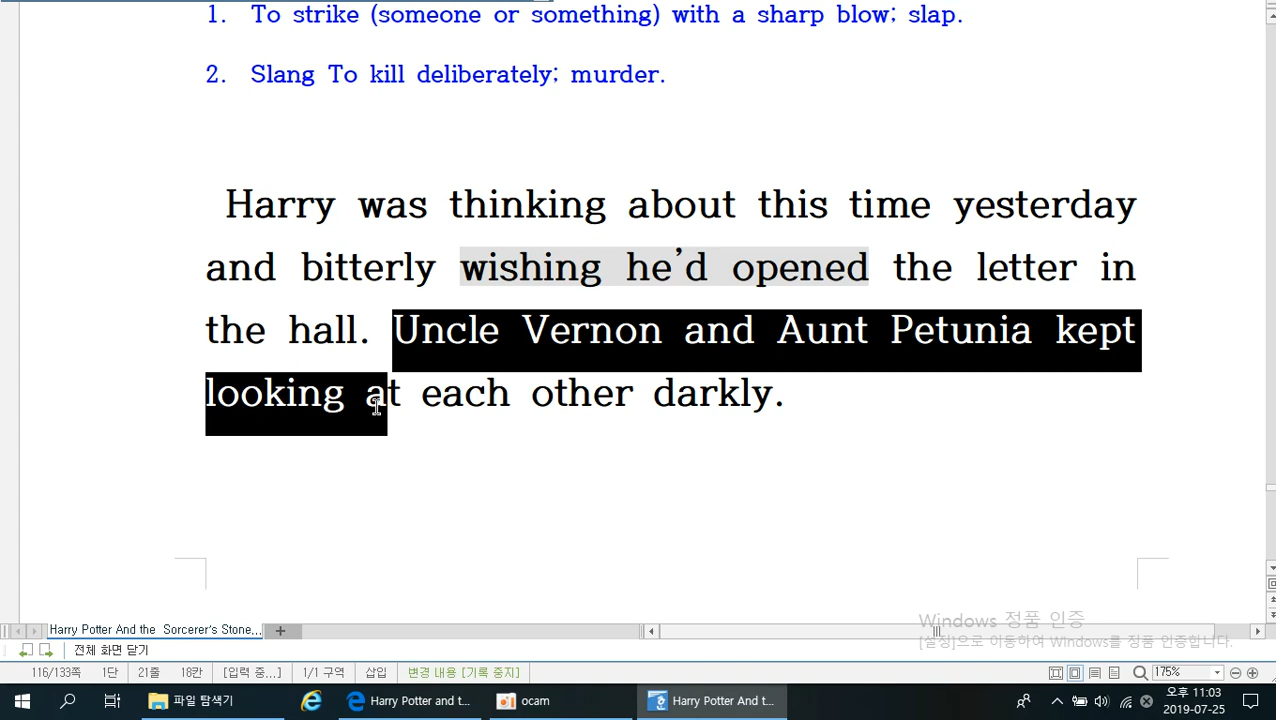 1. To strike (someone or something) with a sharp blow; slap.
2. Slang To kill deliberately; murder.
Harry was thinking about this time yesterday
and bitterly wishing he'd opened the letter in
the hall. Uncle Vernon and Aunt Petunia kept
looking at each other darkly.
Windows 정품 인증
[설정]으로 이동하여 Windows를 정품 인증합니다.
Harry Potter And the Sorcerer's Stone,...
전체 화면 닫기
116/133쪽 1단 21줄 18칸 [입력 중...] 1/1 구역 삽입 변경 내용 [기록 중지] 175%
파일 탐색기 Harry Potter and t... ocam Harry Potter And t... 오후 11:03
2019-07-25